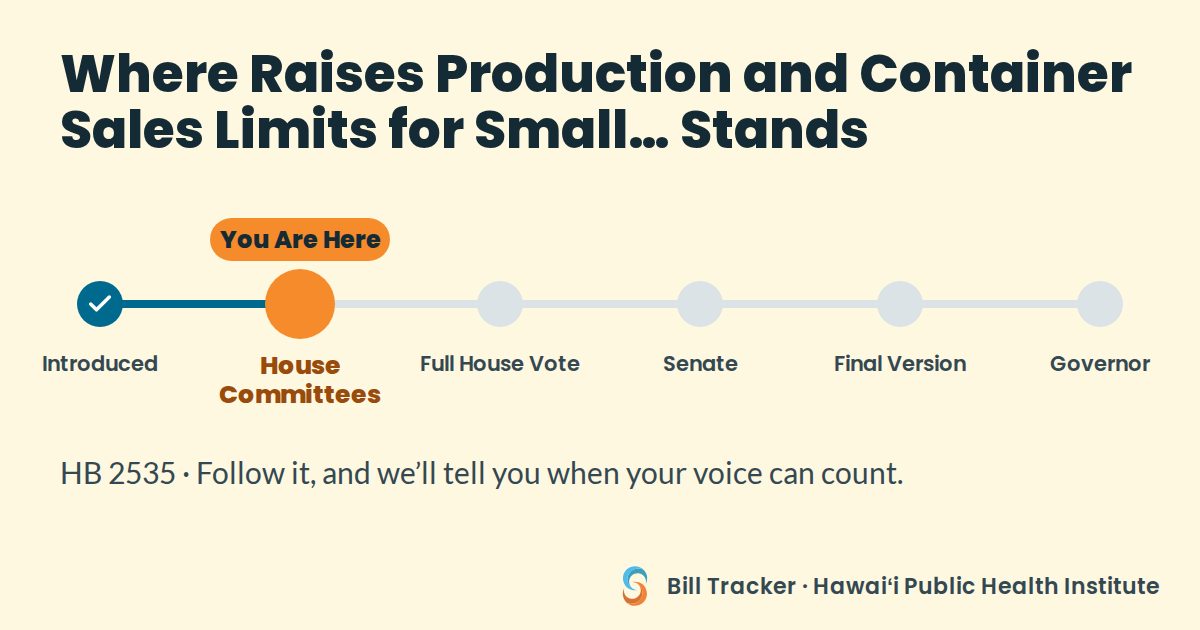 Where Raises Production and Container
Sales Limits for Small… Stands
You Are Here
Introduced
House
Committees
Full House Vote
Senate
Final Version
Governor
HB 2535 · Follow it, and we’ll tell you when your voice can count.
Bill Tracker · Hawaiʻi Public Health Institute